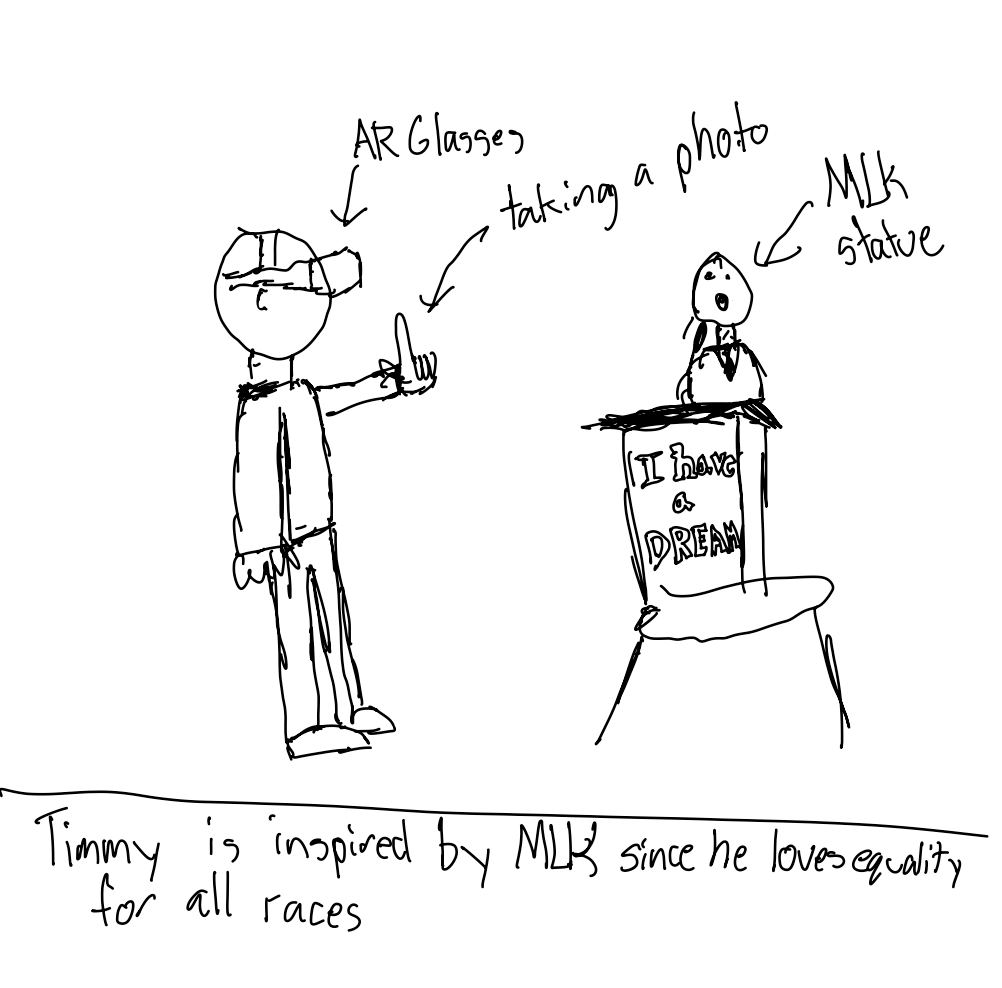 AR Glasses
taking a photo
MLK
statue
I have
a
DREAM
Timmy is inspired by MLK since he loves equality
for all races